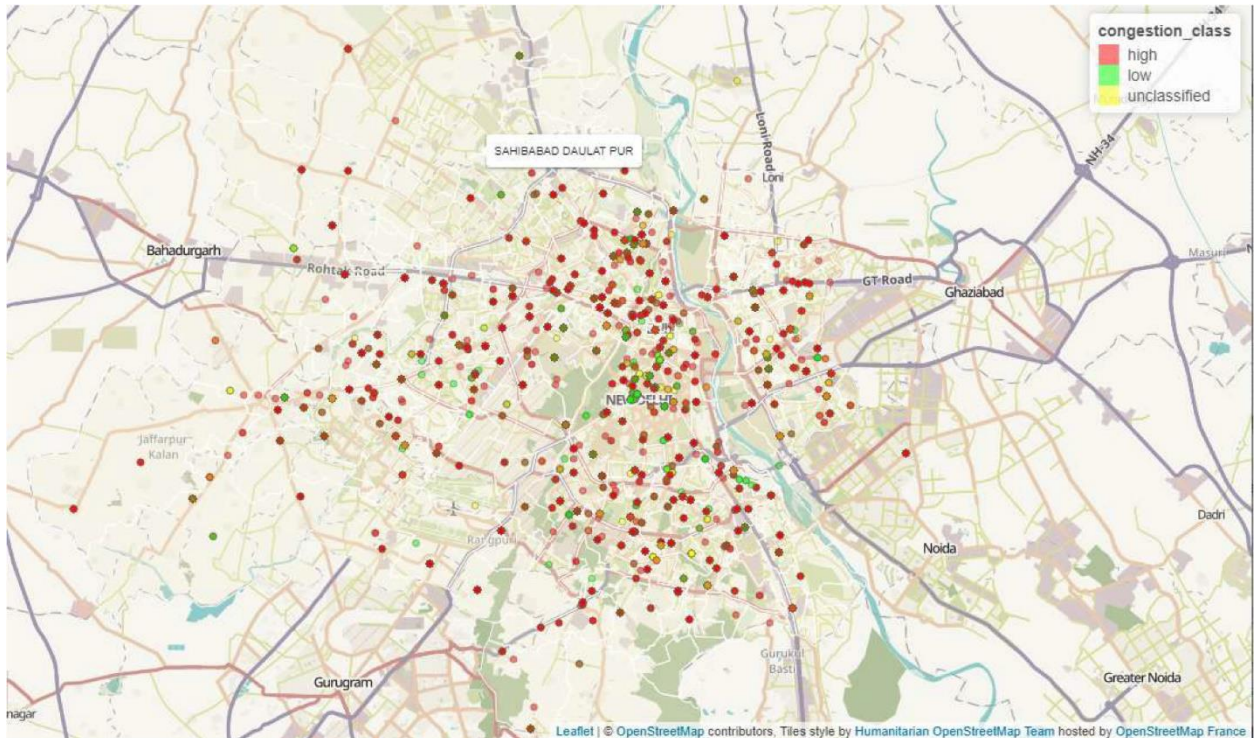 congestion_class
high
low
unclassified
NH-34
SAHIBABAD DAULAT PUR
Loni Road
Loni
Bahadurgarh
Rohtak Road
Masuri
GT Road
Ghaziabad
NEW DELHI
Jaffarpur
Kalan
Dadri
Rangpuri
Noida
Gurukul
Basti
Gurugram
Greater Noida
nagar
Leaflet | © OpenStreetMap contributors, Tiles style by Humanitarian OpenStreetMap Team hosted by OpenStreetMap France